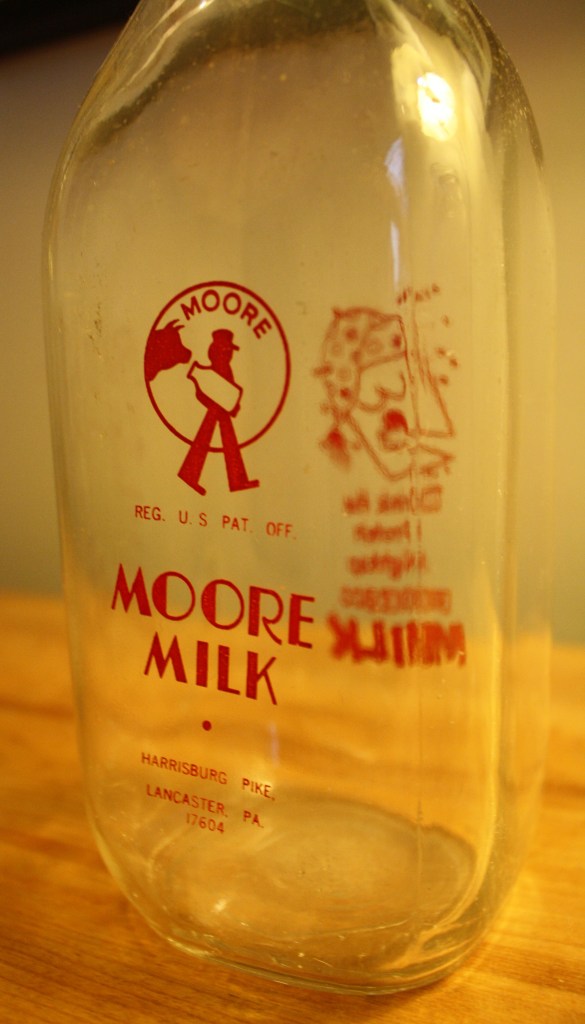 MOORE
REG. U. S PAT. OFF.
MOORE
MILK
HARRISBURG PIKE,
LANCASTER, PA.
17604
MILK